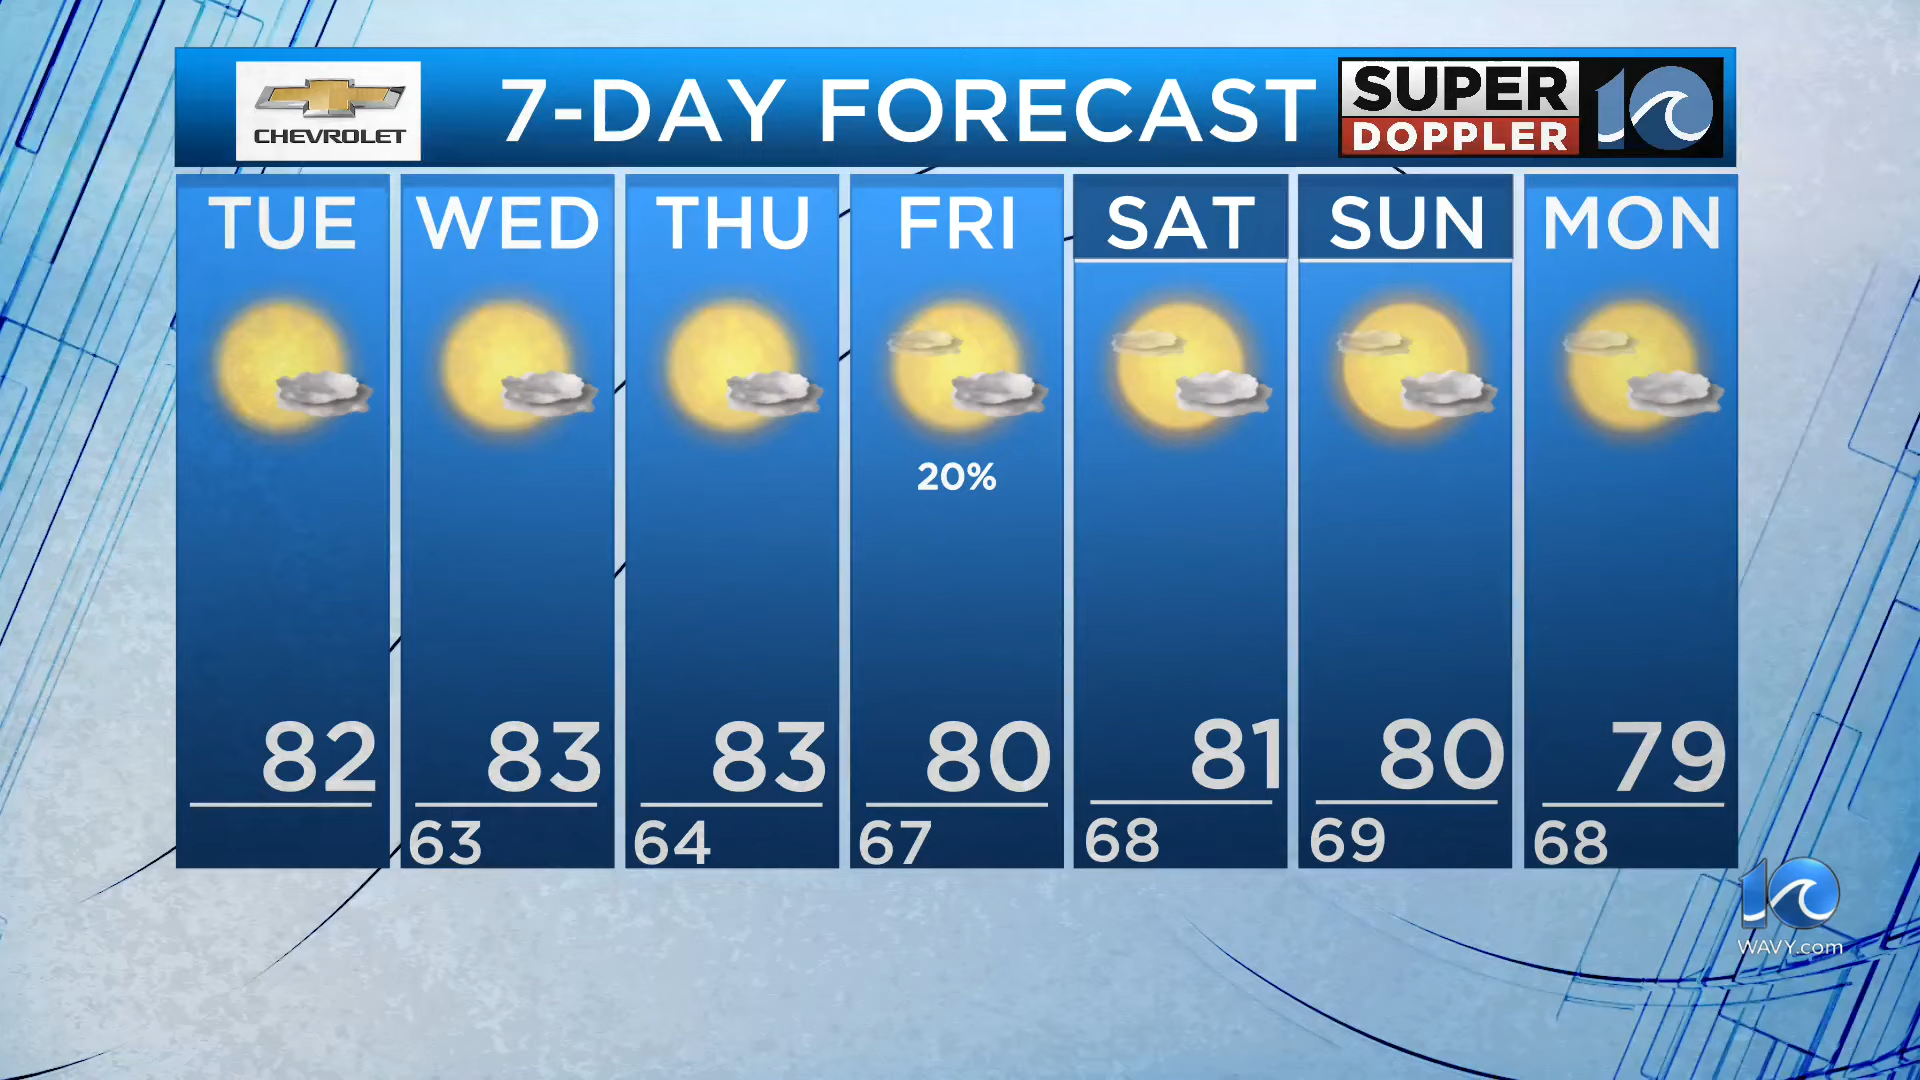 CHEVROLET
7-DAY FORECAST
SUPER
DOPPLER
10
TUE WED THU FRI SAT SUN MON
20%
82 83 83 80 81 80 79
63 64 67 68 69 68
10
WAVY.com